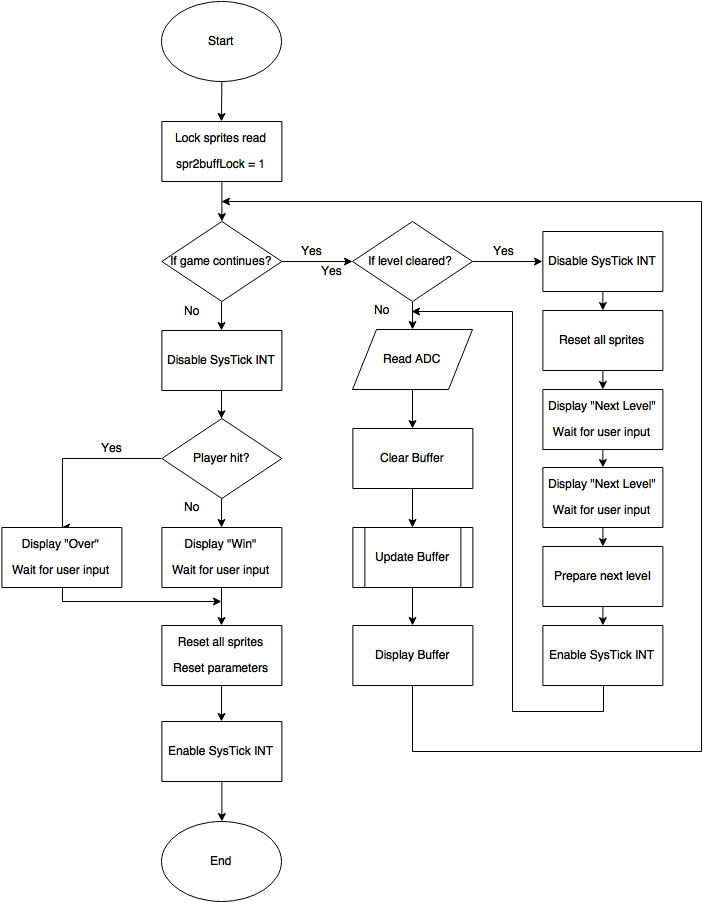 Start
Lock sprites read
spr2buffLock = 1
If game continues?
Yes
Yes
If level cleared?
Yes
Disable SysTick INT
No
No
Disable SysTick INT
Read ADC
Reset all sprites
Display "Next Level"
Wait for user input
Yes
Player hit?
Clear Buffer
Display "Next Level"
Wait for user input
No
Display "Over"
Wait for user input
Display "Win"
Wait for user input
Update Buffer
Prepare next level
Reset all sprites
Reset parameters
Display Buffer
Enable SysTick INT
Enable SysTick INT
End